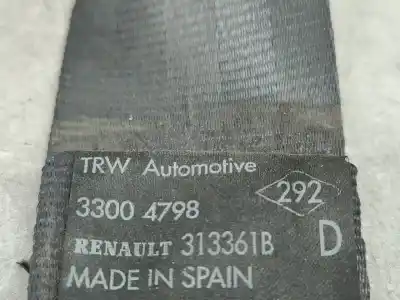 TRW Automotive
292
3300 4798
RENAULT 313361B D
MADE IN SPAIN